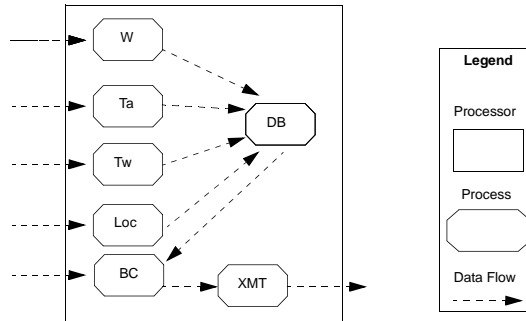 W
Ta
DB
Tw
Loc
BC
XMT
Legend
Processor
Process
Data Flow